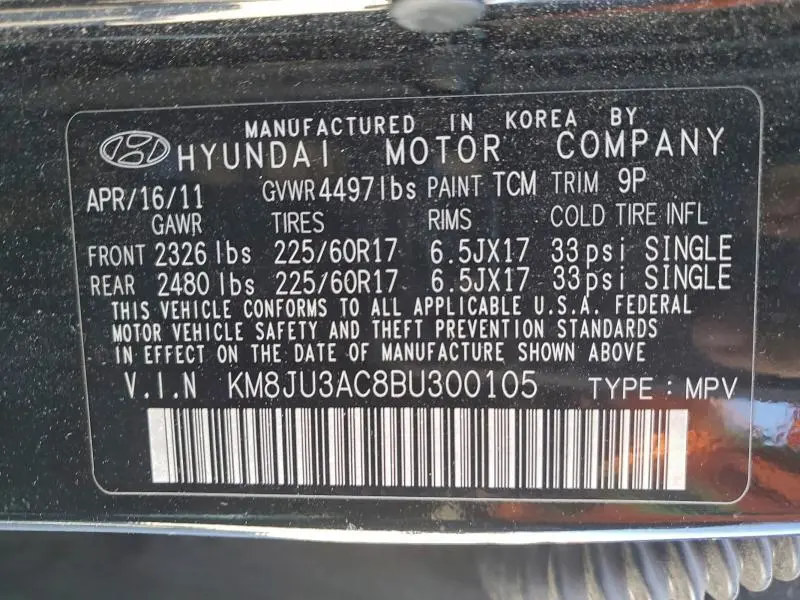 MANUFACTURED IN KOREA BY
HYUNDAI MOTOR COMPANY
APR/16/11 GVWR 4497 lbs PAINT TCM TRIM 9P
GAWR TIRES RIMS COLD TIRE INFL
FRONT 2326 lbs 225/60R17 6.5JX17 33psi SINGLE
REAR 2480 lbs 225/60R17 6.5JX17 33psi SINGLE
THIS VEHICLE CONFORMS TO ALL APPLICABLE U.S.A. FEDERAL
MOTOR VEHICLE SAFETY AND THEFT PREVENTION STANDARDS
IN EFFECT ON THE DATE OF MANUFACTURE SHOWN ABOVE
V.I.N KM8JU3AC8BU300105 TYPE : MPV